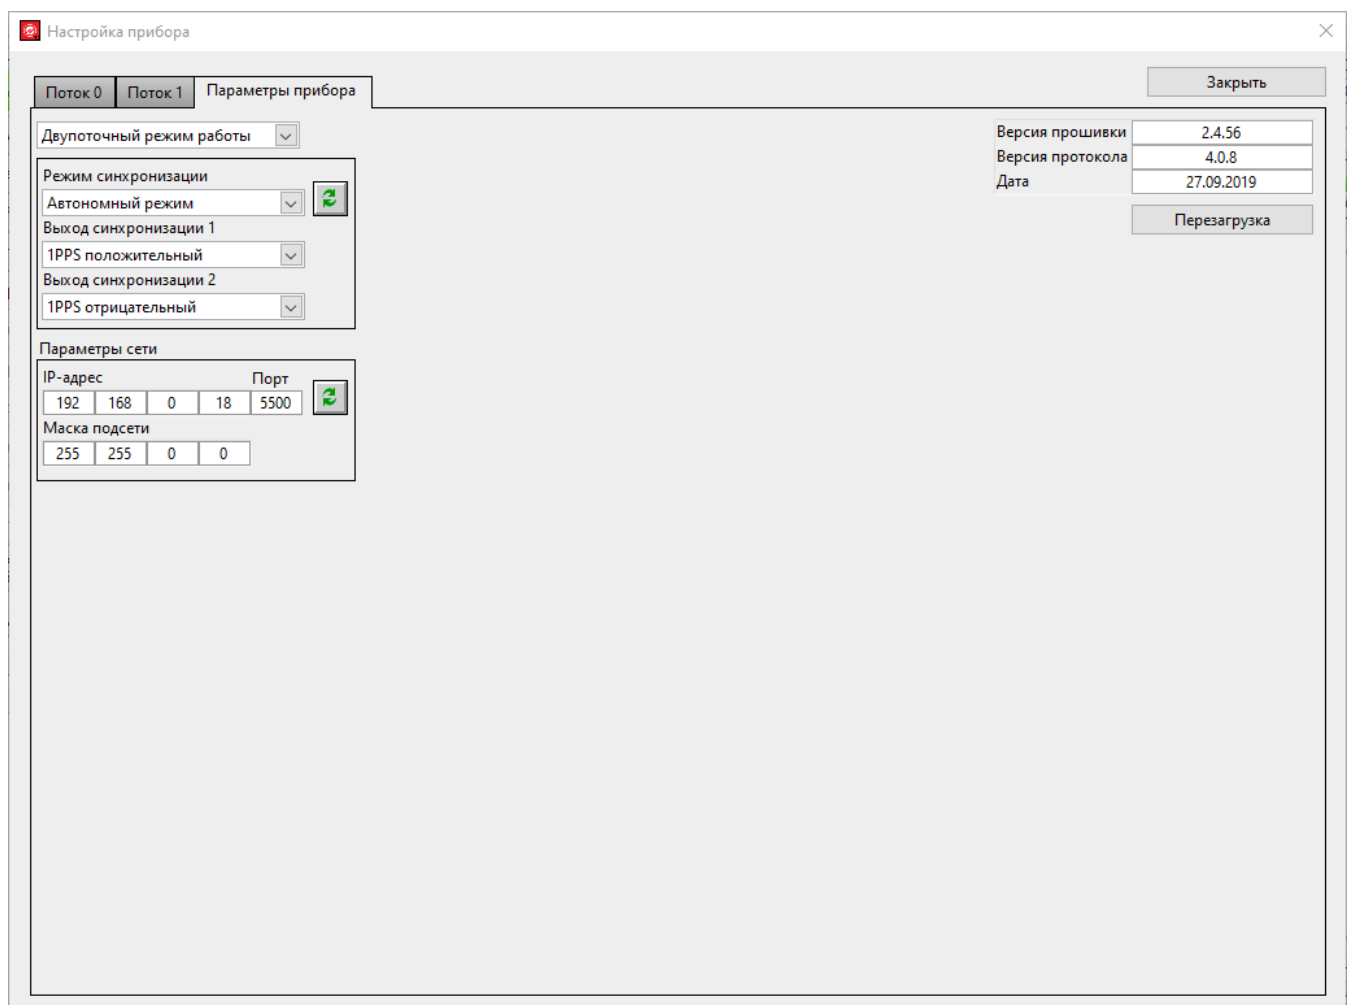 Настройка прибора
Закрыть
Поток 0 Поток 1 Параметры прибора
Двупоточный режим работы
Режим синхронизации
Автономный режим
Выход синхронизации 1
1PPS положительный
Выход синхронизации 2
1PPS отрицательный
Параметры сети
IP-адрес Порт
192 168 0 18 5500
Маска подсети
255 255 0 0
Версия прошивки 2.4.56
Версия протокола 4.0.8
Дата 27.09.2019
Перезагрузка